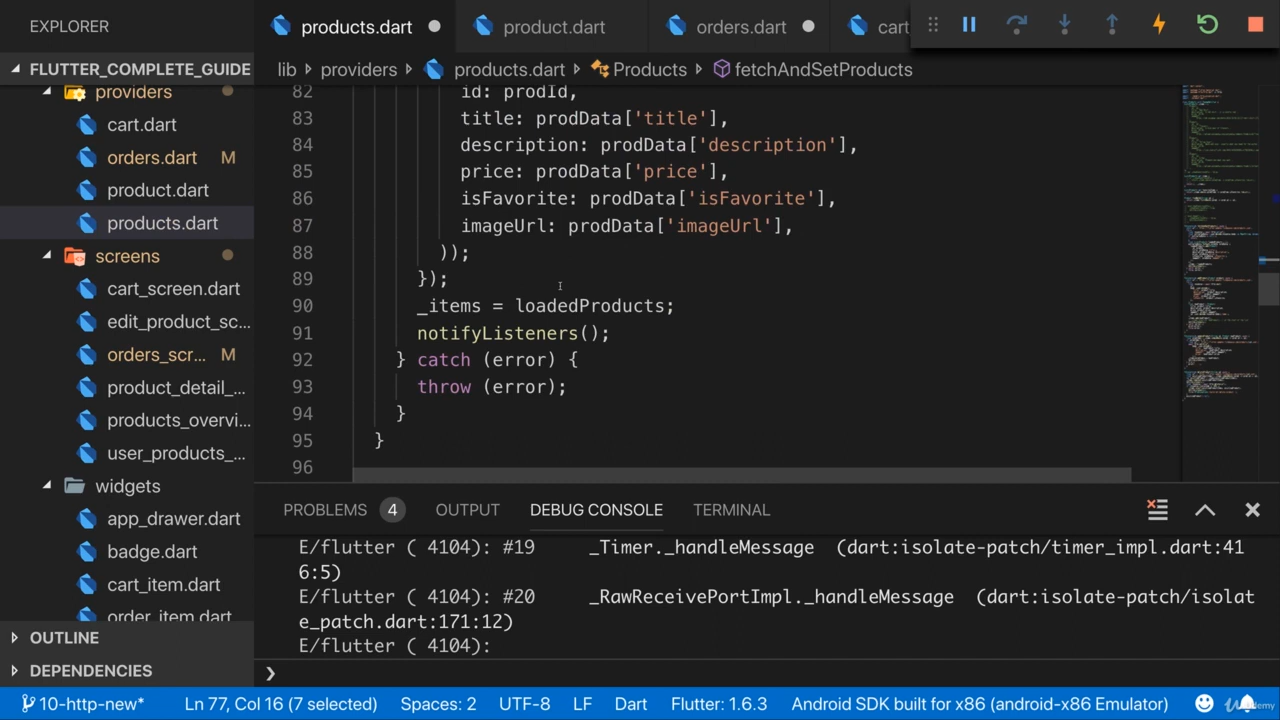 EXPLORER
products.dart
product.dart
orders.dart
cart
FLUTTER_COMPLETE_GUIDE
lib › providers › products.dart › Products › fetchAndSetProducts
providers
cart.dart
orders.dart M
product.dart
products.dart
screens
cart_screen.dart
edit_product_sc...
orders_scr... M
product_detail_...
products_overvi...
user_products_...
widgets
app_drawer.dart
badge.dart
cart_item.dart
order_item.dart
OUTLINE
DEPENDENCIES
82 id: prodId,
83 title: prodData['title'],
84 description: prodData['description'],
85 price: prodData['price'],
86 isFavorite: prodData['isFavorite'],
87 imageUrl: prodData['imageUrl'],
88 ));
89 });
90 _items = loadedProducts;
91 notifyListeners();
92 } catch (error) {
93 throw (error);
94 }
95 }
96
PROBLEMS 4 OUTPUT DEBUG CONSOLE TERMINAL
E/flutter ( 4104): #19 _Timer._handleMessage (dart:isolate-patch/timer_impl.dart:41
6:5)
E/flutter ( 4104): #20 _RawReceivePortImpl._handleMessage (dart:isolate-patch/isolat
e_patch.dart:171:12)
E/flutter ( 4104):
❯
10-http-new* Ln 77, Col 16 (7 selected) Spaces: 2 UTF-8 LF Dart Flutter: 1.6.3 Android SDK built for x86 (android-x86 Emulator)
Udemy